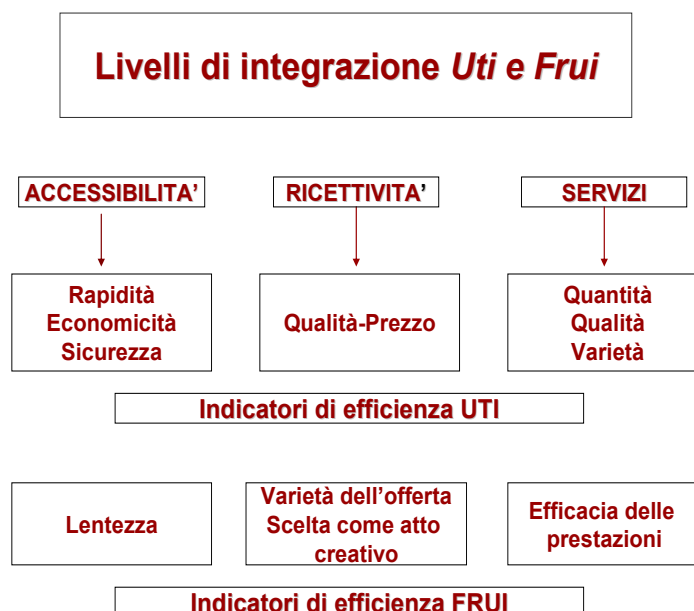 Livelli di integrazione Uti e Frui
ACCESSIBILITA’ RICETTIVITA’ SERVIZI
Rapidità
Economicità
Sicurezza
Qualità-Prezzo
Quantità
Qualità
Varietà
Indicatori di efficienza UTI
Lentezza
Varietà dell’offerta
Scelta come atto
creativo
Efficacia delle
prestazioni
Indicatori di efficienza FRUI